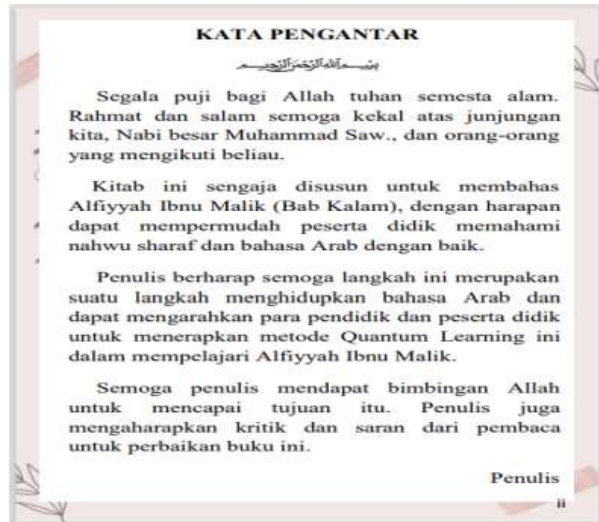 KATA PENGANTAR
بِسْمِ اللَّهِ الرَّحْمَنِ الرَّحِيمِ
Segala puji bagi Allah tuhan semesta alam.
Rahmat dan salam semoga kekal atas junjungan
kita, Nabi besar Muhammad Saw., dan orang-orang
yang mengikuti beliau.
Kitab ini sengaja disusun untuk membahas
Alfiyyah Ibnu Malik (Bab Kalam), dengan harapan
dapat mempermudah peserta didik memahami
nahwu sharaf dan bahasa Arab dengan baik.
Penulis berharap semoga langkah ini merupakan
suatu langkah menghidupkan bahasa Arab dan
dapat mengarahkan para pendidik dan peserta didik
untuk menerapkan metode Quantum Learning ini
dalam mempelajari Alfiyyah Ibnu Malik.
Semoga penulis mendapat bimbingan Allah
untuk mencapai tujuan itu. Penulis juga
mengaharapkan kritik dan saran dari pembaca
untuk perbaikan buku ini.
Penulis
ii